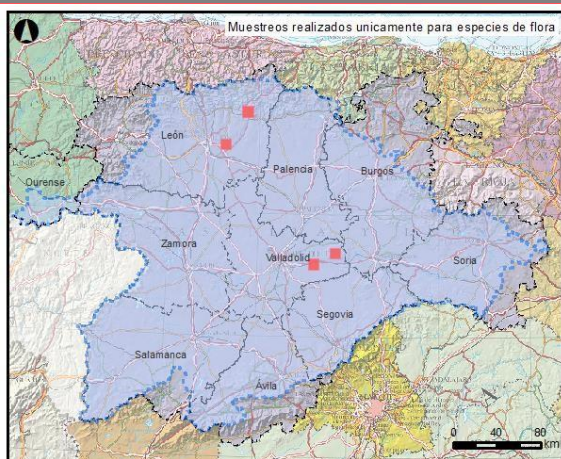 Muestreos realizados unicamente para especies de flora
León
Palencia
Burgos
Ourense
Zamora
Valladolid
Soria
Segovia
Salamanca
Ávila
0 40 80
km